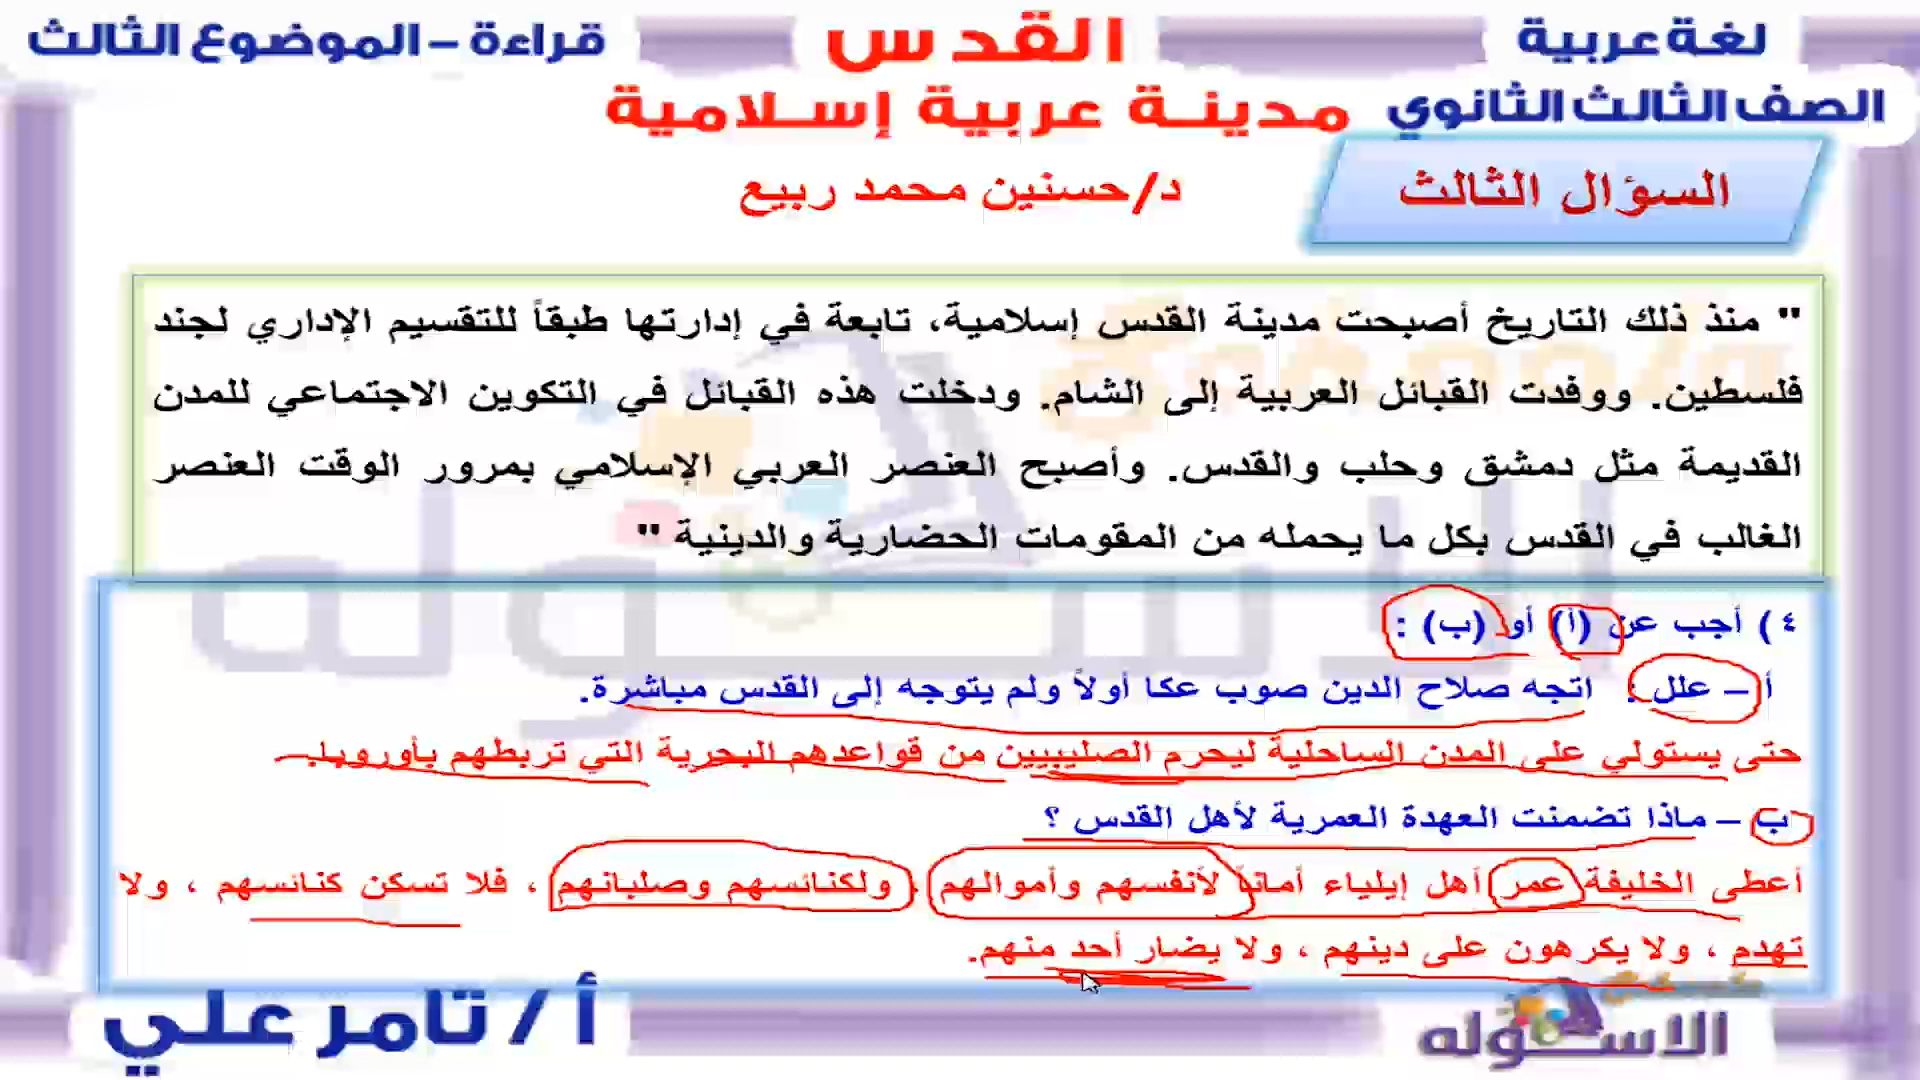 لغة عربية
الصف الثالث الثانوي
القدس
مدينة عربية إسلامية
قراءة – الموضوع الثالث
د/حسنين محمد ربيع
السؤال الثالث
" منذ ذلك التاريخ أصبحت مدينة القدس إسلامية، تابعة في إدارتها طبقاً للتقسيم الإداري لجند
فلسطين. ووفدت القبائل العربية إلى الشام. ودخلت هذه القبائل في التكوين الاجتماعي للمدن
القديمة مثل دمشق وحلب والقدس. وأصبح العنصر العربي الإسلامي بمرور الوقت العنصر
الغالب في القدس بكل ما يحمله من المقومات الحضارية والدينية "
٤ ) أجب عن (أ) أو (ب) :
أ – علل : اتجه صلاح الدين صوب عكا أولاً ولم يتوجه إلى القدس مباشرة.
حتى يستولي على المدن الساحلية ليحرم الصليبيين من قواعدهم البحرية التي تربطهم بأوروبا.
ب – ماذا تضمنت العهدة العمرية لأهل القدس ؟
أعطى الخليفة عمر أهل إيلياء أماناً لأنفسهم وأموالهم ، ولكنائسهم وصلبانهم ، فلا تسكن كنائسهم ، ولا
تهدم ، ولا يكرهون على دينهم ، ولا يضار أحد منهم.
أ / تامر علي
الاسكوله